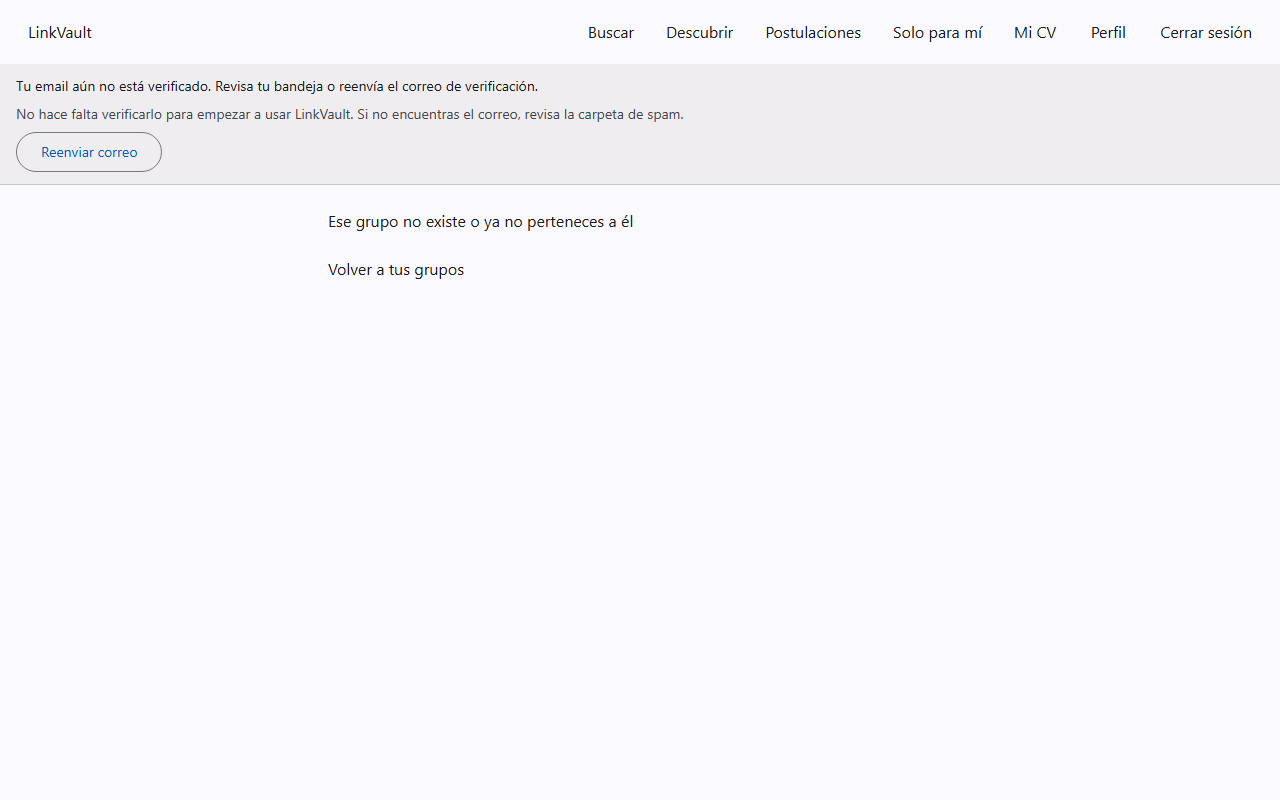 LinkVault
Buscar
Descubrir
Postulaciones
Solo para mí
Mi CV
Perfil
Cerrar sesión
Tu email aún no está verificado. Revisa tu bandeja o reenvía el correo de verificación.
No hace falta verificarlo para empezar a usar LinkVault. Si no encuentras el correo, revisa la carpeta de spam.
Reenviar correo
Ese grupo no existe o ya no perteneces a él
Volver a tus grupos